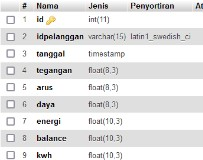 # Nama Jenis Penyortiran
1 id int(11)
2 idpelanggan varchar(15) latin1_swedish_ci
3 tanggal timestamp
4 tegangan float(8,3)
5 arus float(8,3)
6 daya float(8,3)
7 energi float(10,3)
8 balance float(10,3)
9 kwh float(10,3)